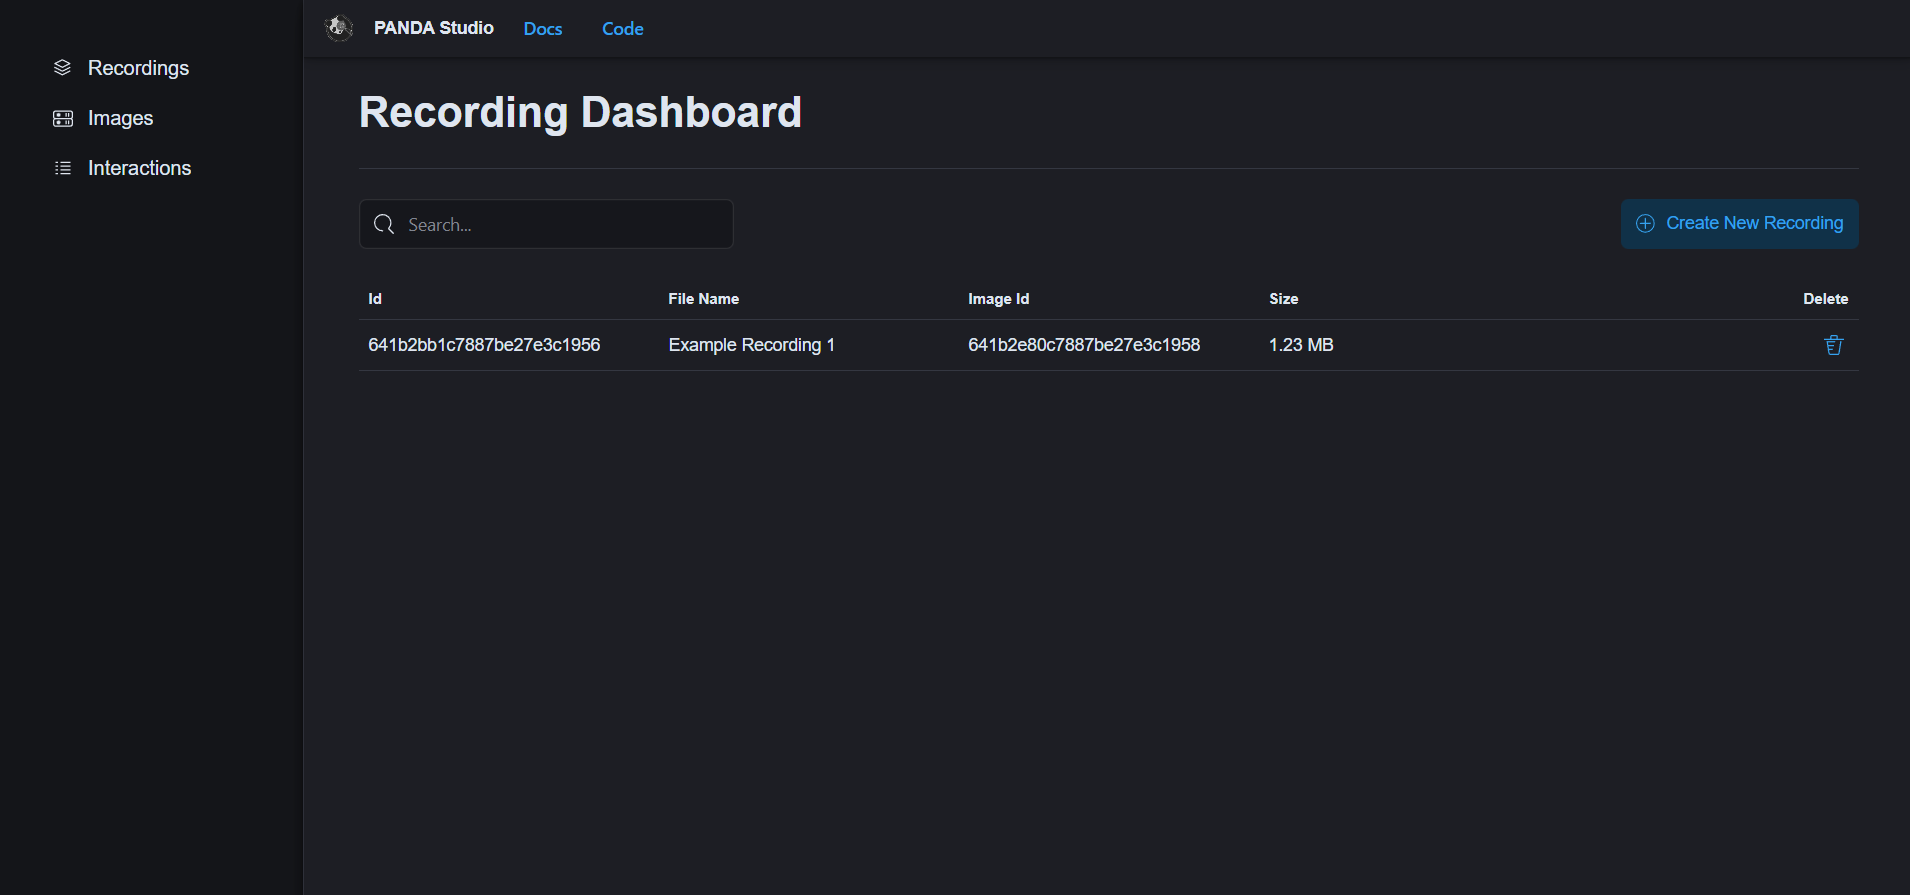 Recordings
Images
Interactions
PANDA Studio Docs Code
Recording Dashboard
Search...
Create New Recording
Id File Name Image Id Size Delete
641b2bb1c7887be27e3c1956 Example Recording 1 641b2e80c7887be27e3c1958 1.23 MB